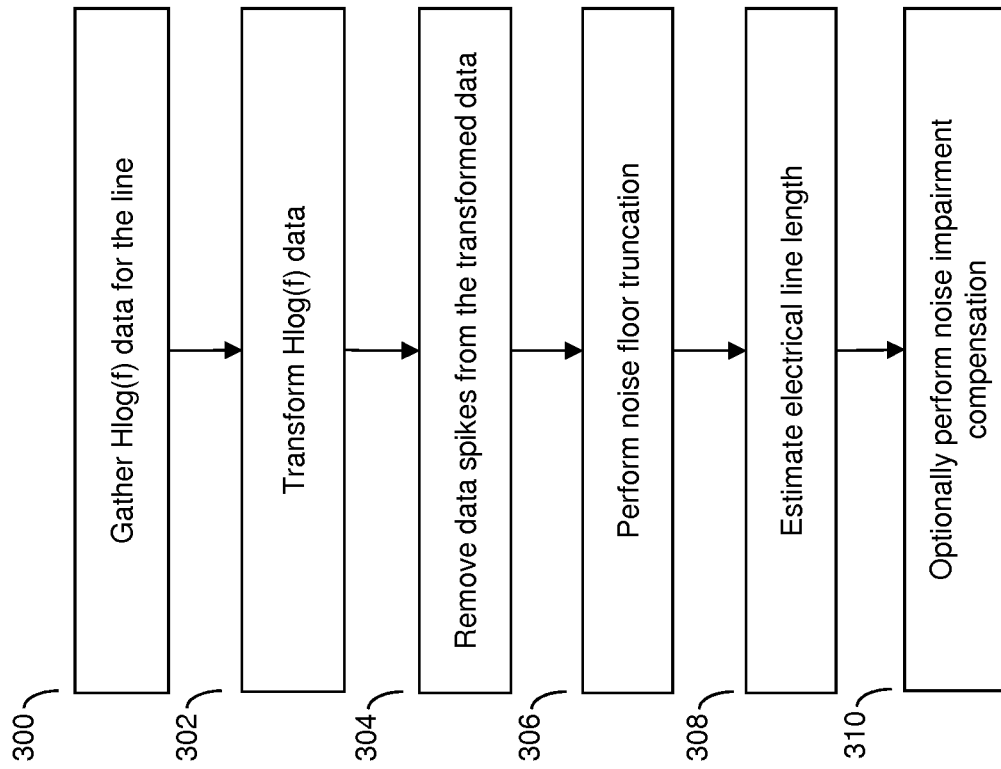 300
Gather Hlog(f) data for the line
302
Transform Hlog(f) data
304
Remove data spikes from the transformed data
306
Perform noise floor truncation
308
Estimate electrical line length
310
Optionally perform noise impairment
compensation